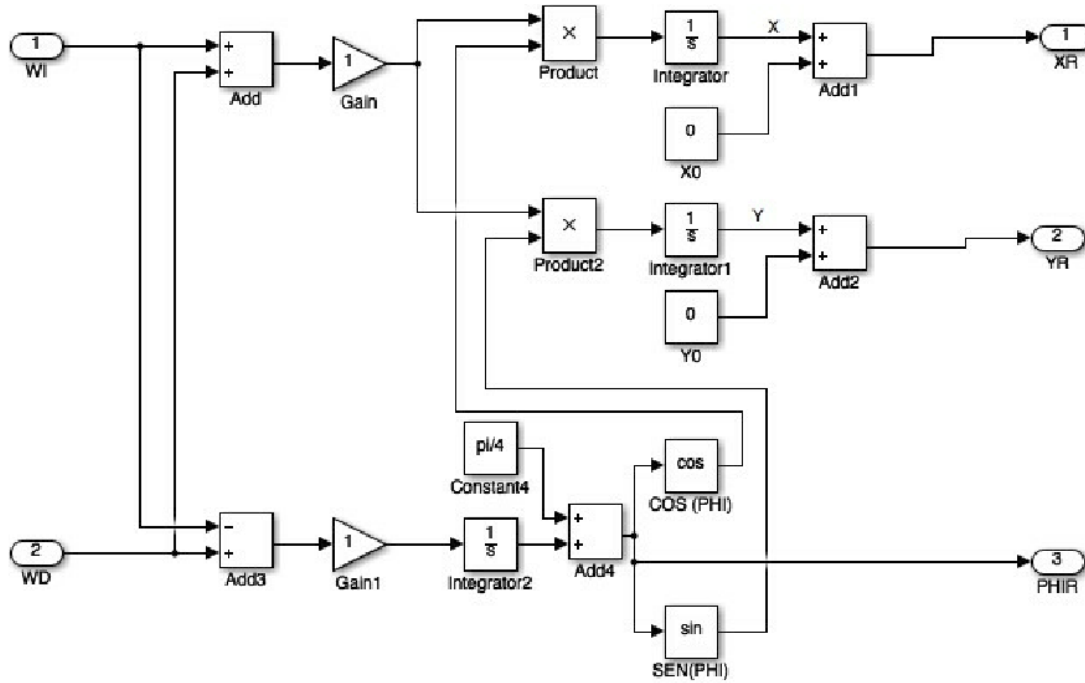 1
WI
+
+
Add
1
Gain
×
Product
1
s
Integrator
X
+
+
Add1
1
XR
0
X0
×
Product2
1
s
Integrator1
Y
+
+
Add2
2
YR
0
Y0
pi/4
Constant4
cos
COS (PHI)
2
WD
−
+
Add3
1
Gain1
1
s
Integrator2
+
+
Add4
3
PHIR
sin
SEN(PHI)